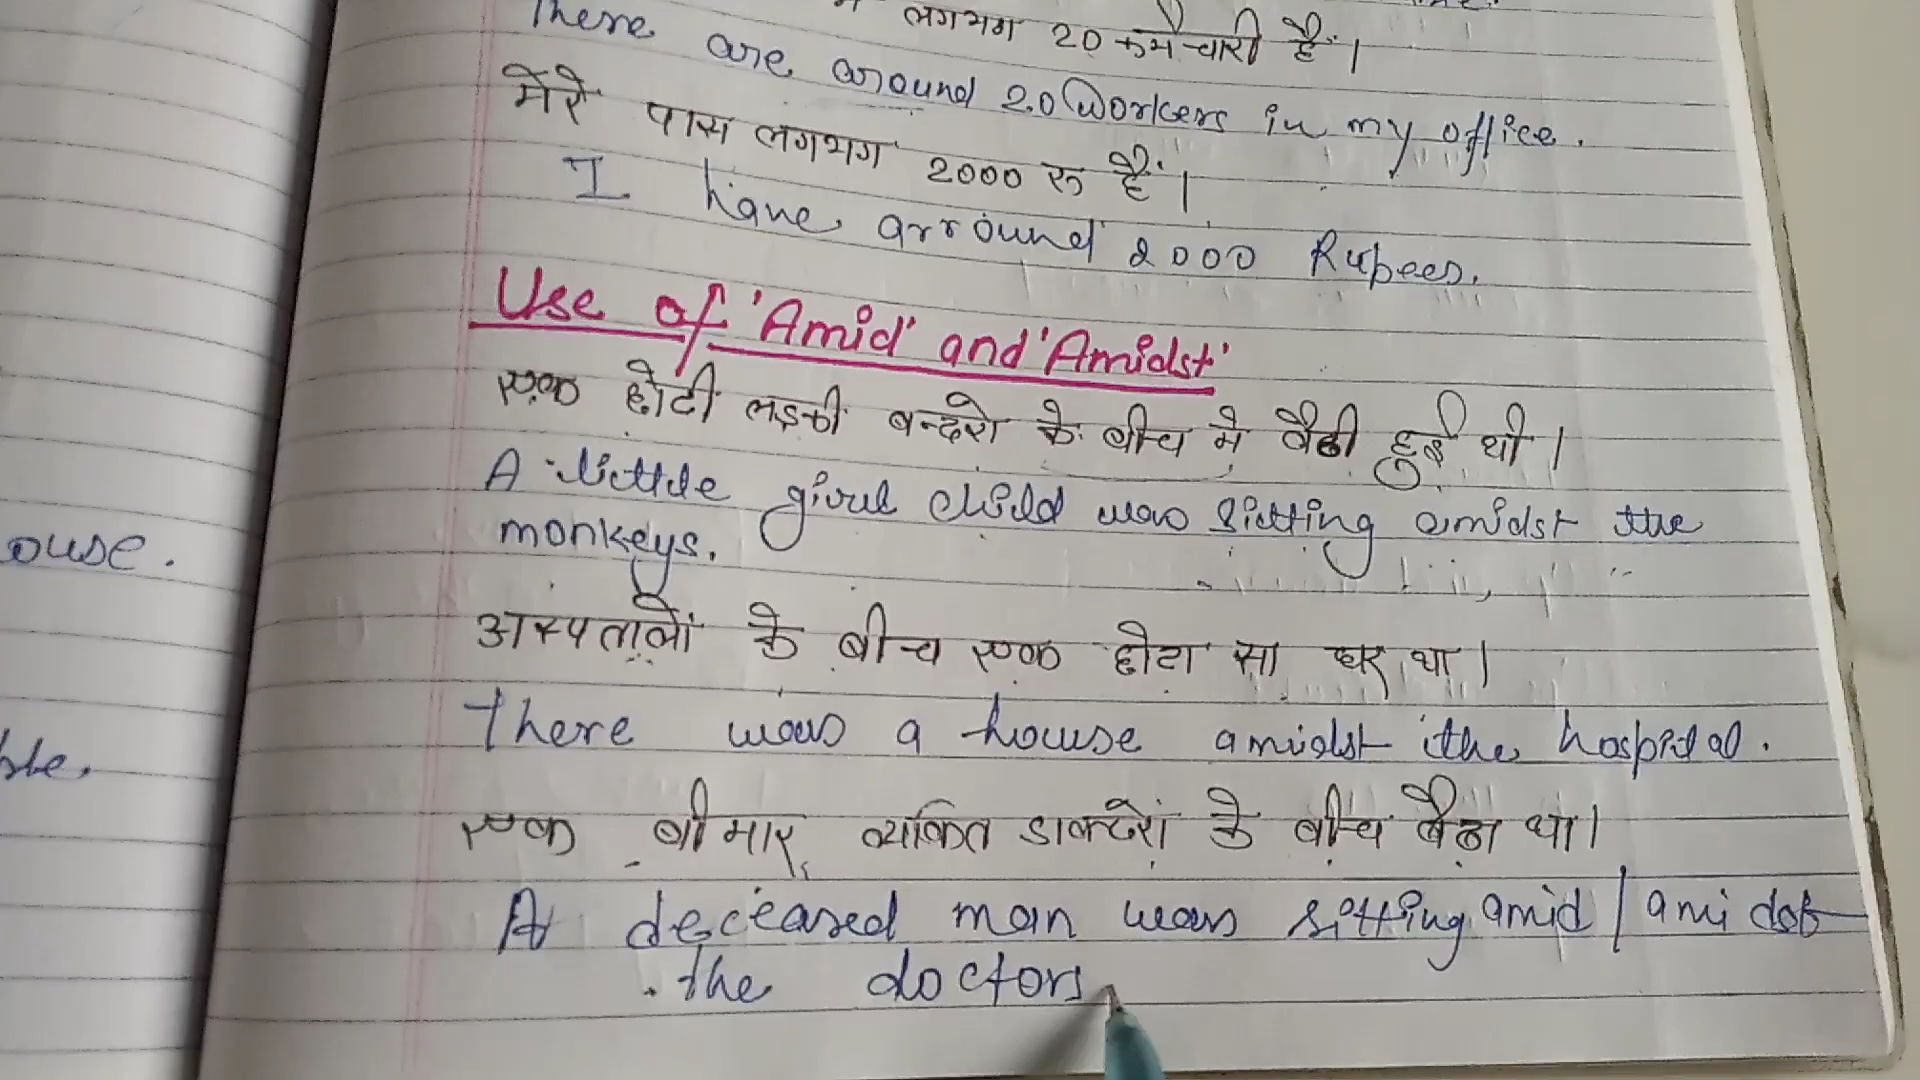 लगभग 20 कर्मचारी हैं।
There are around 20 Workers in my office.
मेरे पास लगभग 2000 रू हैं।
I have arround 2000 Rupees.
Use of 'Amid' and 'Amidst'
एक छोटी लड़की बन्दरो के बीच मे बैठी हुई थी।
A little girl child was sitting amidst the
monkeys.
ouse.
अस्पतालों के बीच एक छोटा सा घर था।
There was a house amidst the hospital.
एक बीमार व्यक्ति डाक्टरों के बीच बैठा था।
A deceased man was sitting amid / amidst
the doctors